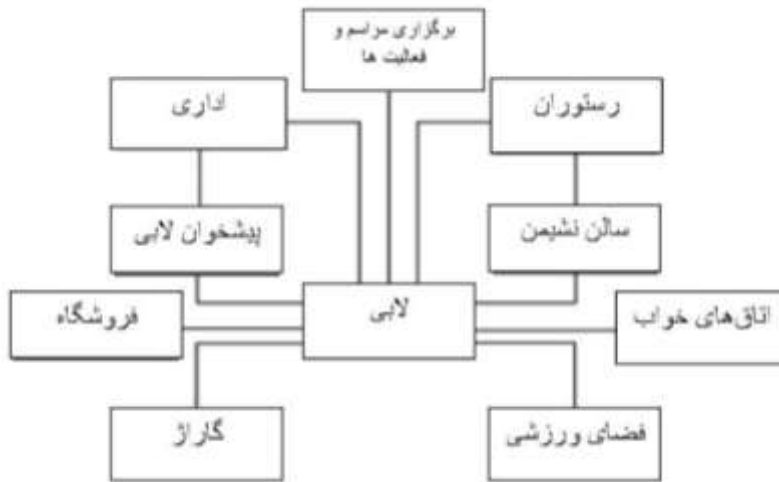 برگزاری مراسم و
فعالیت ها
رستوران
اداری
سالن نشیمن
پیشخوان لابی
اتاق‌های خواب
لابی
فروشگاه
فضای ورزشی
گاراژ